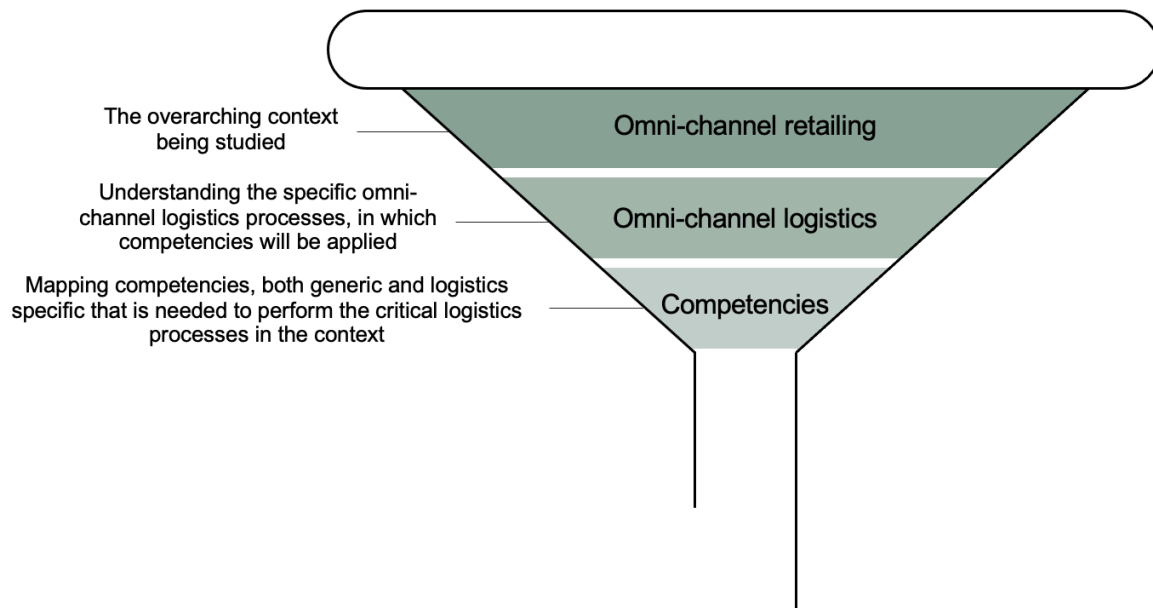 The overarching context
being studied
Omni-channel retailing
Understanding the specific omni-
channel logistics processes, in which
competencies will be applied
Omni-channel logistics
Mapping competencies, both generic and logistics
specific that is needed to perform the critical logistics
processes in the context
Competencies